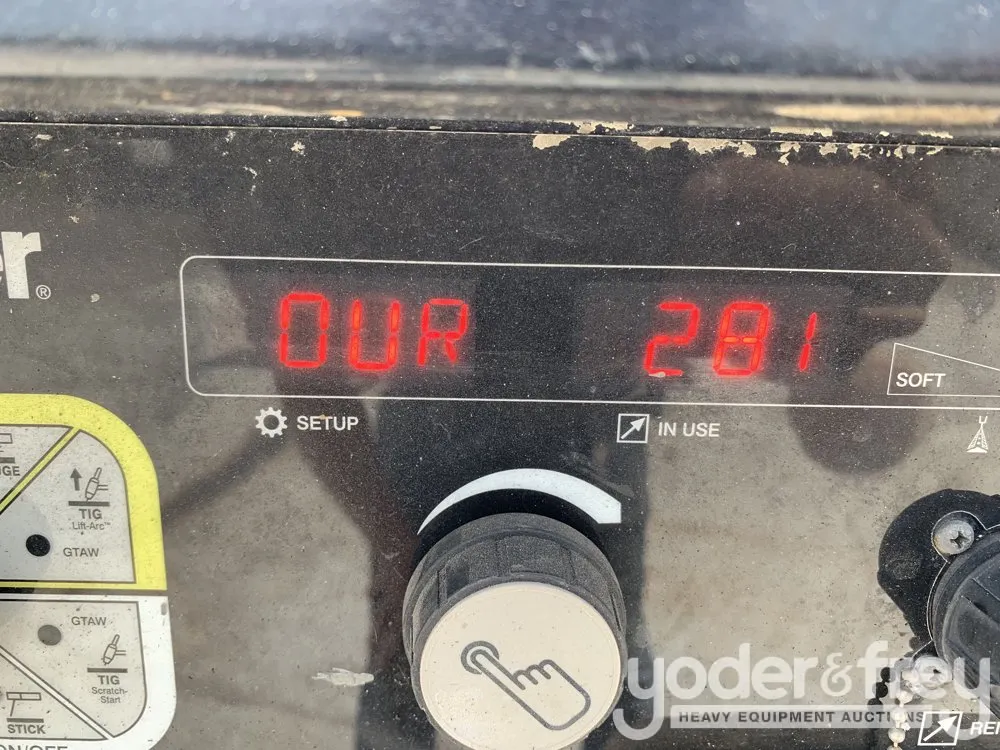 er®
OUR 281
SOFT
SETUP
IN USE
TIG
Lift-Arc™
GTAW
GTAW
TIG
Scratch-
Start
STICK
yoder&frey
HEAVY EQUIPMENT AUCTIONS